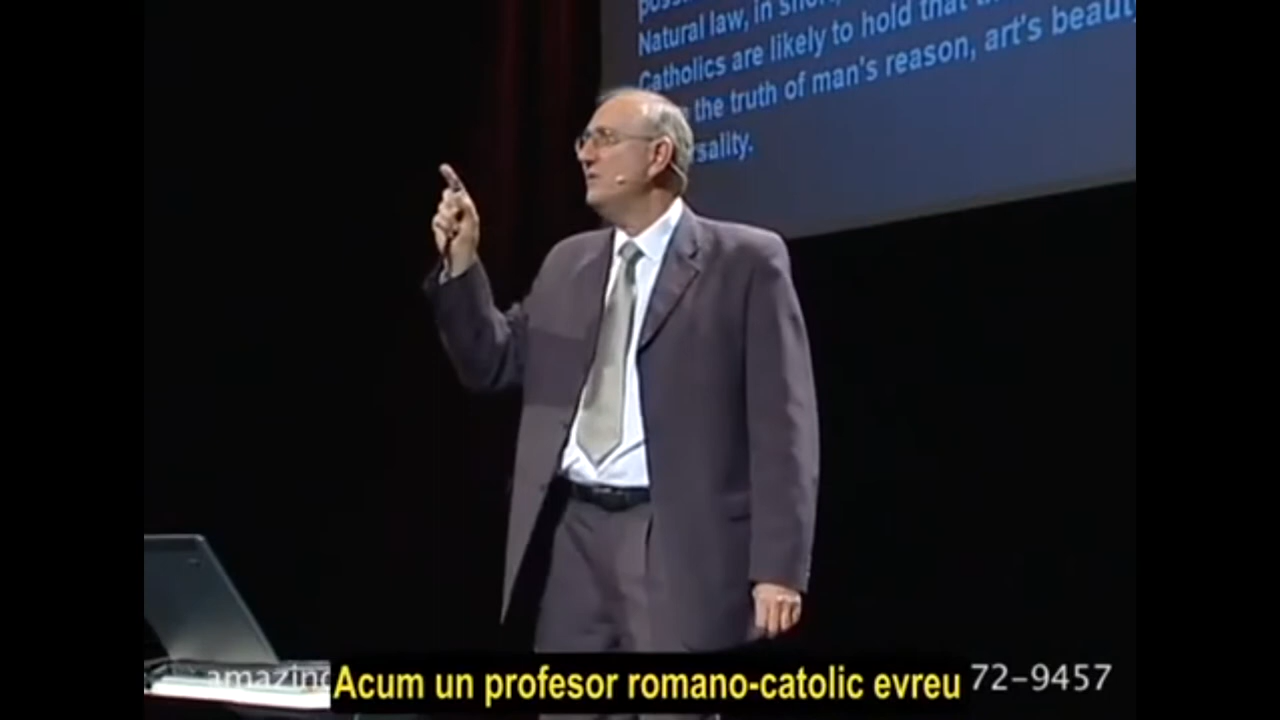 Natural law, in short,
Catholics are likely to hold that
the truth of man's reason, art's beauty
Acum un profesor romano-catolic evreu
72-9457